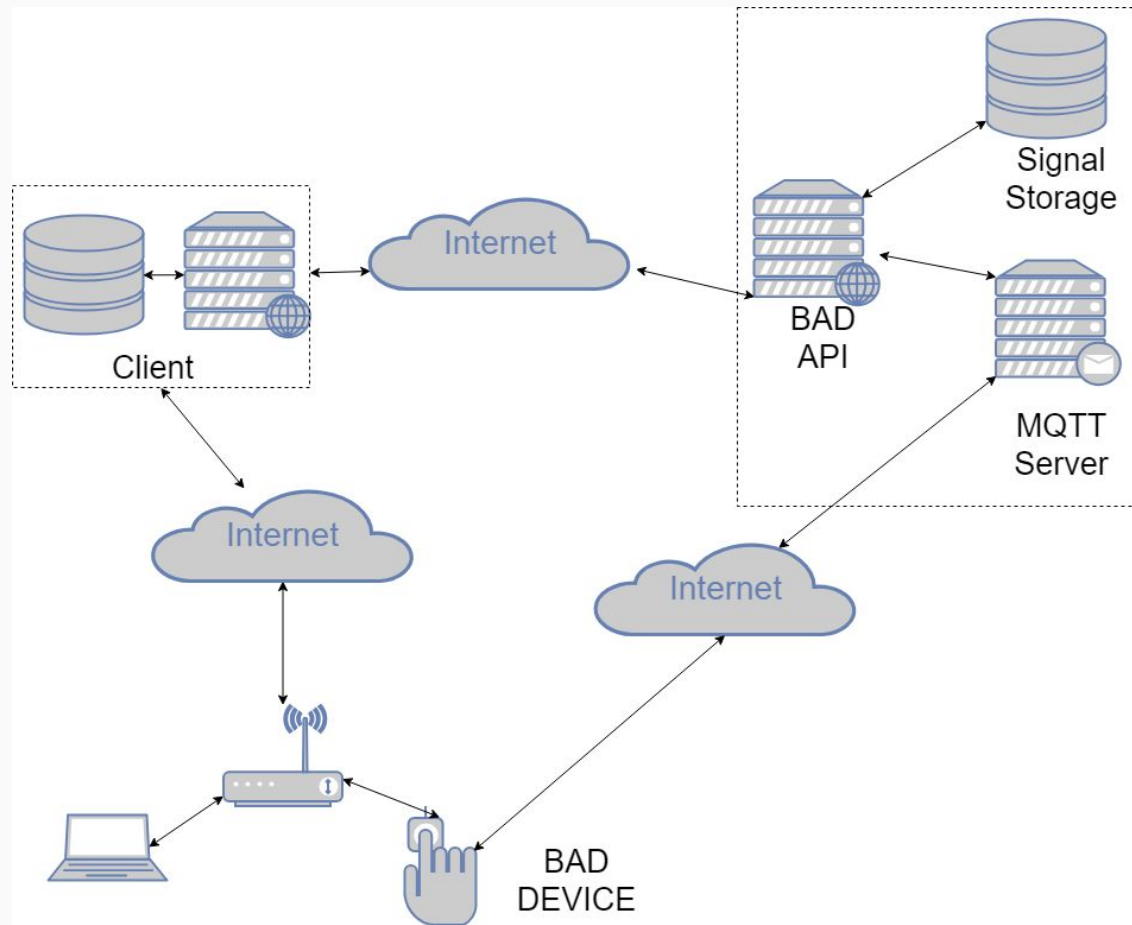 Signal
Storage
Internet
BAD
API
Client
MQTT
Server
Internet
Internet
BAD
DEVICE